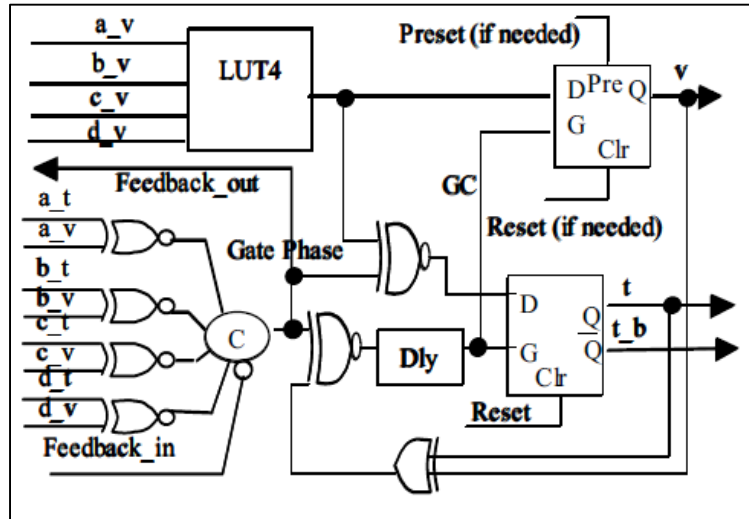 a_v
b_v
c_v
d_v
LUT4
Preset (if needed)
D Pre Q
G
Clr
v
GC
Reset (if needed)
Feedback_out
a_t
a_v
b_t
b_v
c_t
c_v
d_t
d_v
Feedback_in
C
Gate Phase
Dly
D
G
Q
Q
Clr
t
t_b
Reset